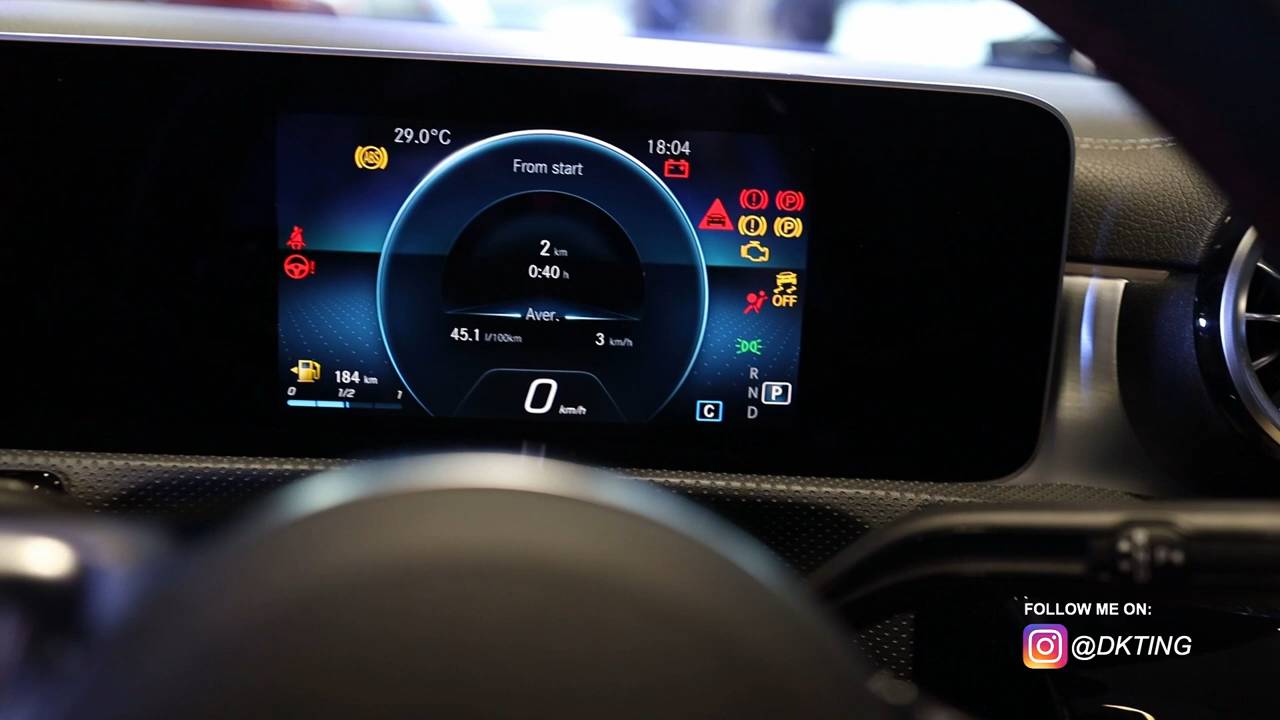 29.0°C
18:04
ABS
From start
P
P
2 km
0:40 h
Aver.
OFF
45.1 l/100km
3 km/h
184 km
0 1/2 1
0 km/h
R
N P
D
C
FOLLOW ME ON:
@DKTING